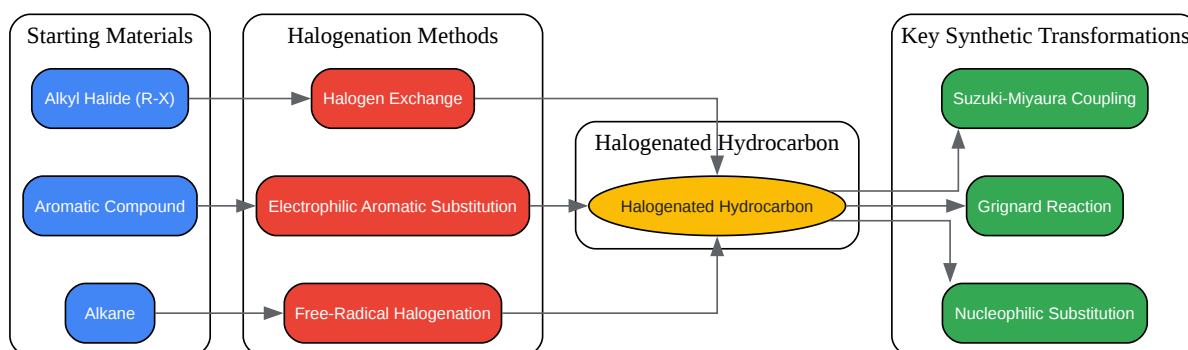 Starting Materials
Alkyl Halide (R-X)
Aromatic Compound
Alkane
Halogenation Methods
Halogen Exchange
Electrophilic Aromatic Substitution
Free-Radical Halogenation
Halogenated Hydrocarbon
Halogenated Hydrocarbon
Key Synthetic Transformations
Suzuki-Miyaura Coupling
Grignard Reaction
Nucleophilic Substitution